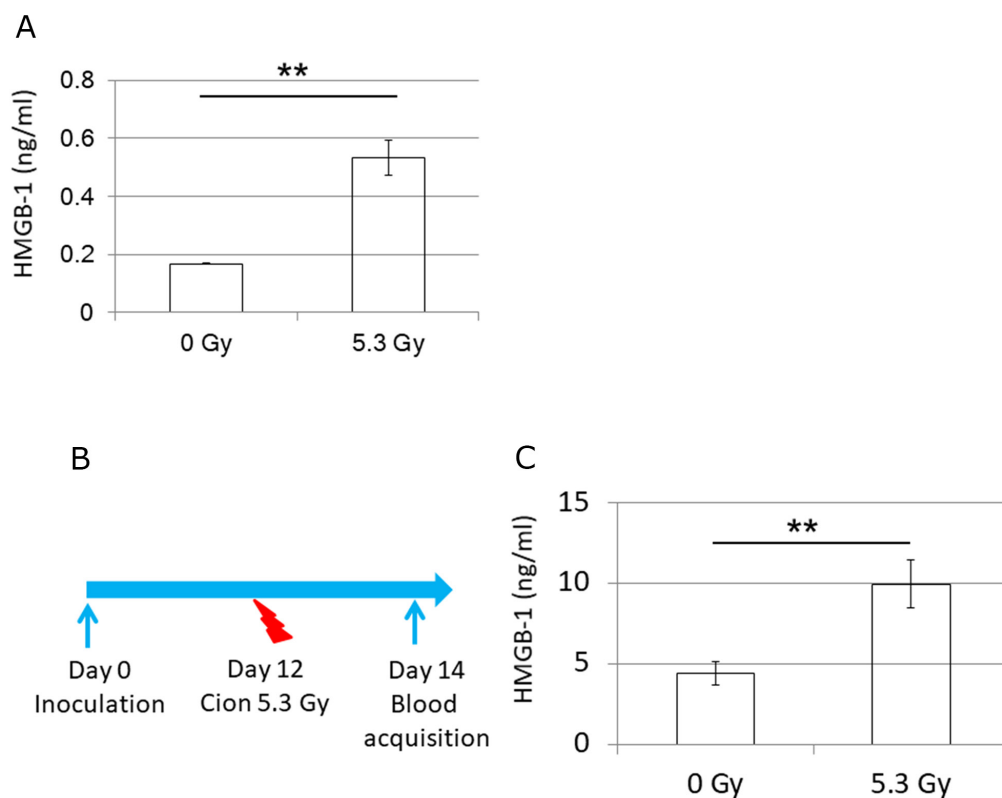 A
**
0.8
0.6
0.4
0.2
0
HMGB-1 (ng/ml)
0 Gy
5.3 Gy
B
Day 0
Inoculation
Day 12
Cion 5.3 Gy
Day 14
Blood
acquisition
C
**
15
10
5
0
HMGB-1 (ng/ml)
0 Gy
5.3 Gy